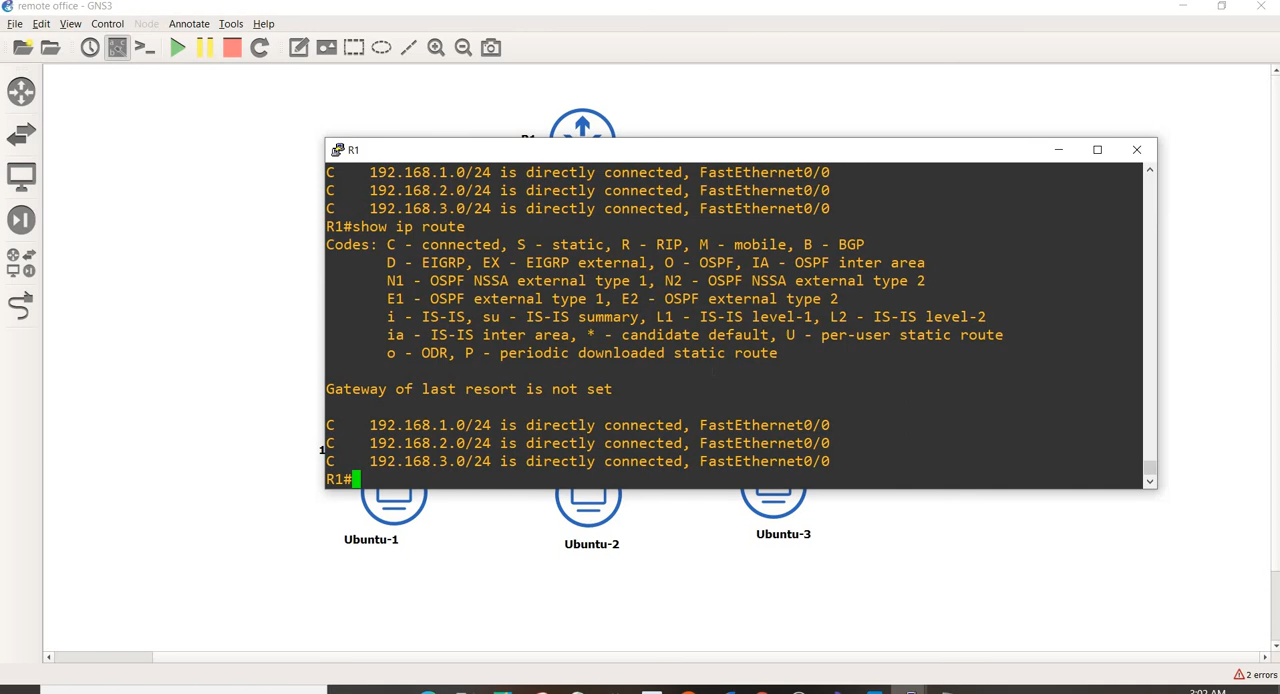 remote office - GNS3
File Edit View Control Node Annotate Tools Help
R1
C    192.168.1.0/24 is directly connected, FastEthernet0/0
C    192.168.2.0/24 is directly connected, FastEthernet0/0
C    192.168.3.0/24 is directly connected, FastEthernet0/0
R1#show ip route
Codes: C - connected, S - static, R - RIP, M - mobile, B - BGP
       D - EIGRP, EX - EIGRP external, O - OSPF, IA - OSPF inter area
       N1 - OSPF NSSA external type 1, N2 - OSPF NSSA external type 2
       E1 - OSPF external type 1, E2 - OSPF external type 2
       i - IS-IS, su - IS-IS summary, L1 - IS-IS level-1, L2 - IS-IS level-2
       ia - IS-IS inter area, * - candidate default, U - per-user static route
       o - ODR, P - periodic downloaded static route
Gateway of last resort is not set
C    192.168.1.0/24 is directly connected, FastEthernet0/0
C    192.168.2.0/24 is directly connected, FastEthernet0/0
C    192.168.3.0/24 is directly connected, FastEthernet0/0
R1#
Ubuntu-1
Ubuntu-2
Ubuntu-3
2 errors